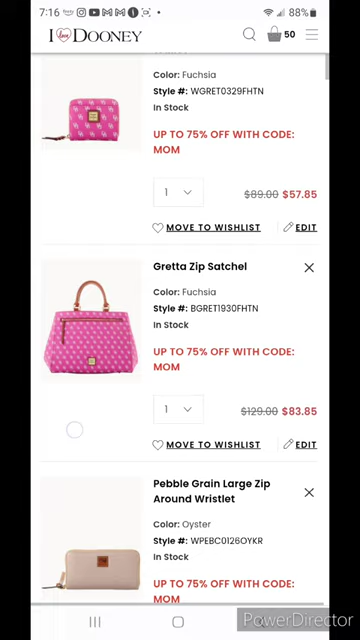 7:16
88%
I love DOONEY
50
Color: Fuchsia
Style #: WGRET0329FHTN
In Stock
UP TO 75% OFF WITH CODE:
MOM
1
$89.00 $57.85
MOVE TO WISHLIST
EDIT
Gretta Zip Satchel
Color: Fuchsia
Style #: BGRET1930FHTN
In Stock
UP TO 75% OFF WITH CODE:
MOM
1
$129.00 $83.85
MOVE TO WISHLIST
EDIT
Pebble Grain Large Zip
Around Wristlet
Color: Oyster
Style #: WPEBC0126OYKR
In Stock
UP TO 75% OFF WITH CODE:
MOM
PowerDirector